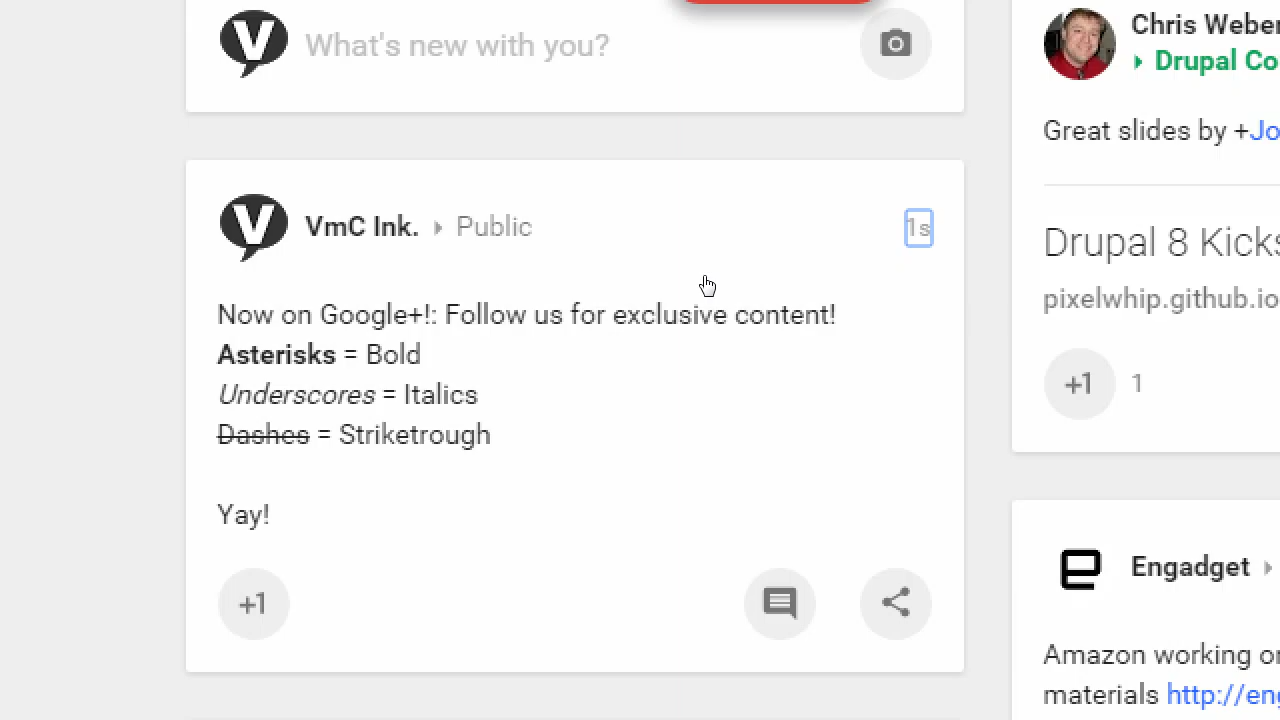 What's new with you?
VmC Ink. Public
1s
Now on Google+!: Follow us for exclusive content!
Asterisks = Bold
Underscores = Italics
Dashes = Striketrough
Yay!
+1
Chris Weber
Drupal Co
Great slides by +Jo
Drupal 8 Kicks
pixelwhip.github.io
+1 1
Engadget
Amazon working on
materials http://eng